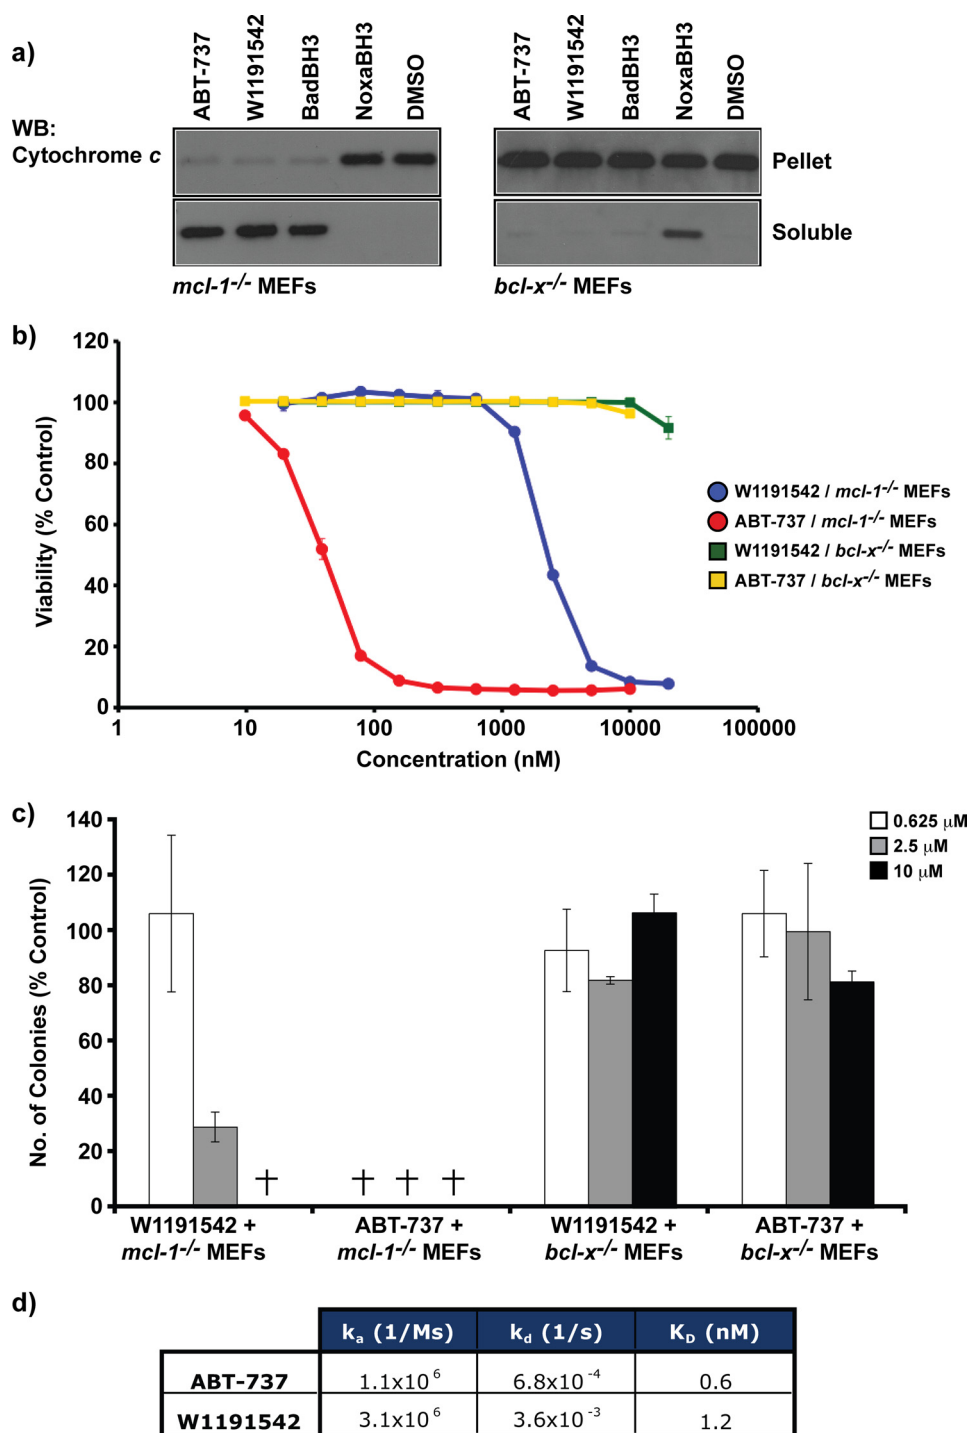 a)
WB:
Cytochrome c
ABT-737
W1191542
BadBH3
NoxaBH3
DMSO
ABT-737
W1191542
BadBH3
NoxaBH3
DMSO
Pellet
Soluble
mcl-1-/- MEFs
bcl-x-/- MEFs
b)
Viability (% Control)
120
100
80
60
40
20
0
1
10
100
1000
10000
100000
Concentration (nM)
W1191542 / mcl-1-/- MEFs
ABT-737 / mcl-1-/- MEFs
W1191542 / bcl-x-/- MEFs
ABT-737 / bcl-x-/- MEFs
c)
No. of Colonies (% Control)
140
120
100
80
60
40
20
0
0.625 μM
2.5 μM
10 μM
W1191542 +
mcl-1-/- MEFs
ABT-737 +
mcl-1-/- MEFs
W1191542 +
bcl-x-/- MEFs
ABT-737 +
bcl-x-/- MEFs
d)
ka (1/Ms) kd (1/s) KD (nM)
ABT-737 1.1x10 6 6.8x10 -4 0.6
W1191542 3.1x10 6 3.6x10 -3 1.2